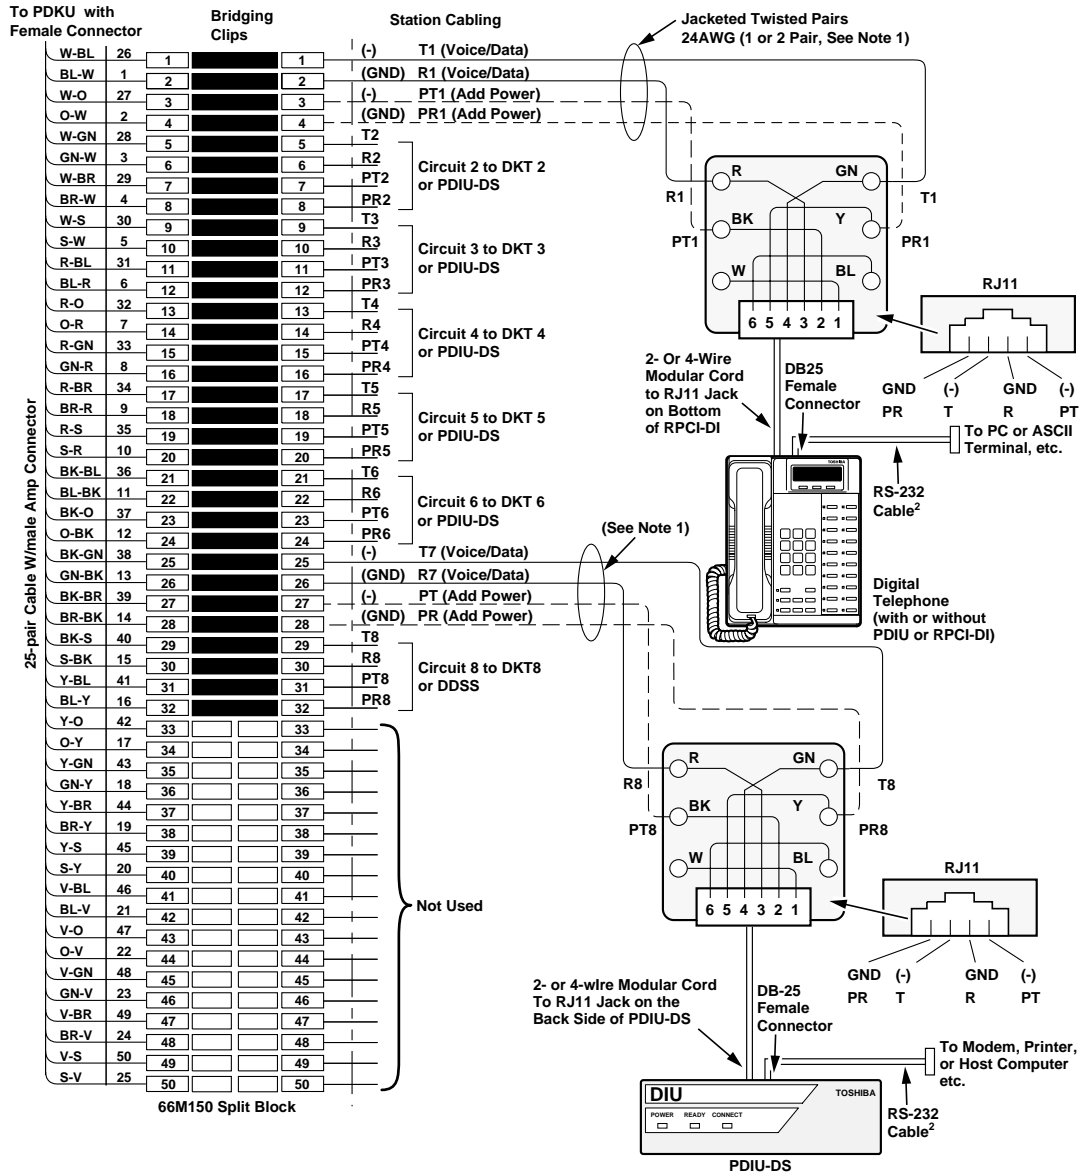 To PDKU with
Female Connector
Bridging
Clips
Station Cabling
Jacketed Twisted Pairs
24AWG (1 or 2 Pair, See Note 1)
25-pair Cable W/male Amp Connector
W-BL 26 1 1 (-) T1 (Voice/Data)
BL-W 1 2 2 (GND) R1 (Voice/Data)
W-O 27 3 3 (-) PT1 (Add Power)
O-W 2 4 4 (GND) PR1 (Add Power)
W-GN 28 5 5 T2
GN-W 3 6 6 R2
W-BR 29 7 7 PT2
BR-W 4 8 8 PR2
Circuit 2 to DKT 2
or PDIU-DS
W-S 30 9 9 T3
S-W 5 10 10 R3
R-BL 31 11 11 PT3
BL-R 6 12 12 PR3
Circuit 3 to DKT 3
or PDIU-DS
R-O 32 13 13 T4
O-R 7 14 14 R4
R-GN 33 15 15 PT4
GN-R 8 16 16 PR4
Circuit 4 to DKT 4
or PDIU-DS
R-BR 34 17 17 T5
BR-R 9 18 18 R5
R-S 35 19 19 PT5
S-R 10 20 20 PR5
Circuit 5 to DKT 5
or PDIU-DS
BK-BL 36 21 21 T6
BL-BK 11 22 22 R6
BK-O 37 23 23 PT6
O-BK 12 24 24 PR6
Circuit 6 to DKT 6
or PDIU-DS
BK-GN 38 25 25 (-) T7 (Voice/Data)
GN-BK 13 26 26 (GND) R7 (Voice/Data)
BK-BR 39 27 27 (-) PT (Add Power)
BR-BK 14 28 28 (GND) PR (Add Power)
BK-S 40 29 29 T8
S-BK 15 30 30 R8
Y-BL 41 31 31 PT8
BL-Y 16 32 32 PR8
Circuit 8 to DKT8
or DDSS
Y-O 42 33 33
O-Y 17 34 34
Y-GN 43 35 35
GN-Y 18 36 36
Y-BR 44 37 37
BR-Y 19 38 38
Y-S 45 39 39
S-Y 20 40 40
V-BL 46 41 41
BL-V 21 42 42
V-O 47 43 43
O-V 22 44 44
V-GN 48 45 45
GN-V 23 46 46
V-BR 49 47 47
BR-V 24 48 48
V-S 50 49 49
S-V 25 50 50
Not Used
66M150 Split Block
R GN
R1 T1
BK Y
PT1 PR1
W BL
6 5 4 3 2 1
RJ11
GND (-) GND (-)
PR T R PT
2- Or 4-Wire
Modular Cord
to RJ11 Jack
on Bottom
of RPCI-DI
DB25
Female
Connector
To PC or ASCII
Terminal, etc.
RS-232
Cable2
TOSHIBA
Digital
Telephone
(with or without
PDIU or RPCI-DI)
(See Note 1)
R GN
R8 T8
BK Y
PT8 PR8
W BL
6 5 4 3 2 1
RJ11
GND (-) GND (-)
PR T R PT
2- or 4-wIre Modular Cord
To RJ11 Jack on the
Back Side of PDIU-DS
DB-25
Female
Connector
To Modem, Printer,
or Host Computer
etc.
RS-232
Cable2
DIU
TOSHIBA
POWER READY CONNECT
PDIU-DS